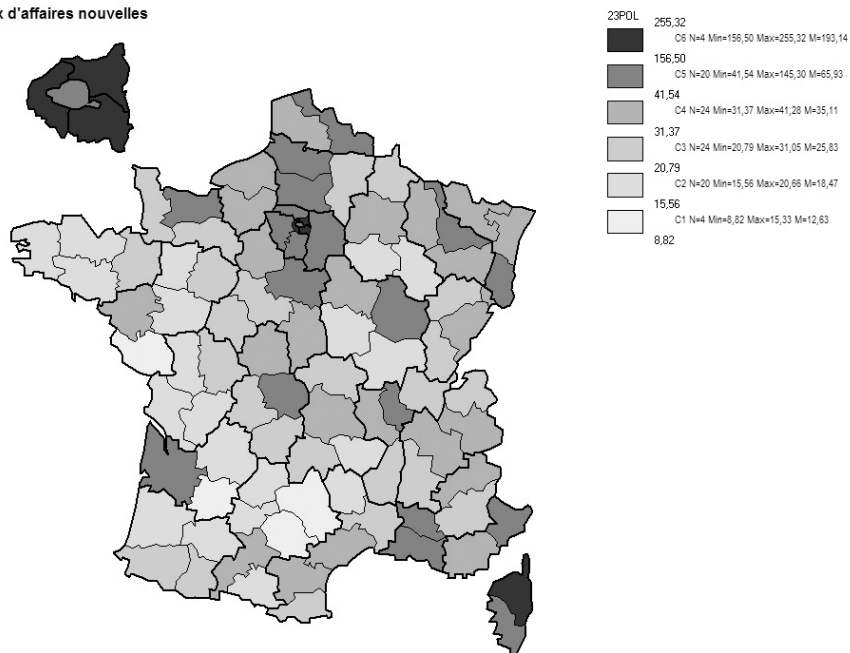 x d'affaires nouvelles
23POL
255,32
C6 N=4 Min=156,50 Max=255,32 M=193,14
156,50
C5 N=20 Min=41,54 Max=145,30 M=65,93
41,54
C4 N=24 Min=31,37 Max=41,28 M=35,11
31,37
C3 N=24 Min=20,79 Max=31,05 M=25,83
20,79
C2 N=20 Min=15,56 Max=20,66 M=18,47
15,56
C1 N=4 Min=8,82 Max=15,33 M=12,63
8,82